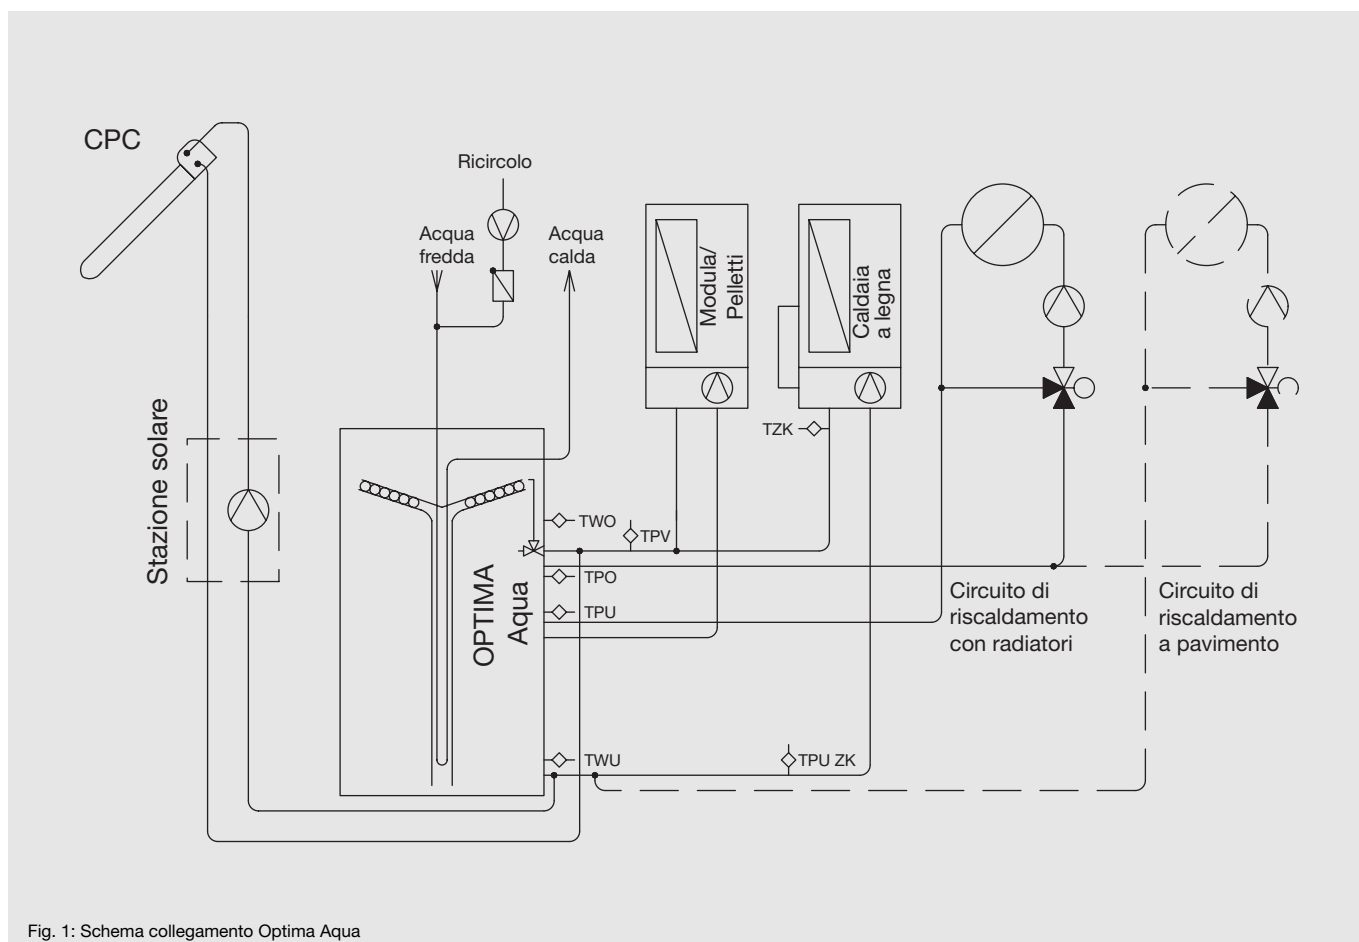 CPC
Ricircolo
Acqua
fredda
Acqua
calda
Modula/
Pelletti
Caldaia
a legna
TZK
Stazione solare
TWO
TPV
OPTIMA
Aqua
TPO
TPU
Circuito di
riscaldamento
con radiatori
Circuito di
riscaldamento
a pavimento
TWU
TPU ZK
Fig. 1: Schema collegamento Optima Aqua